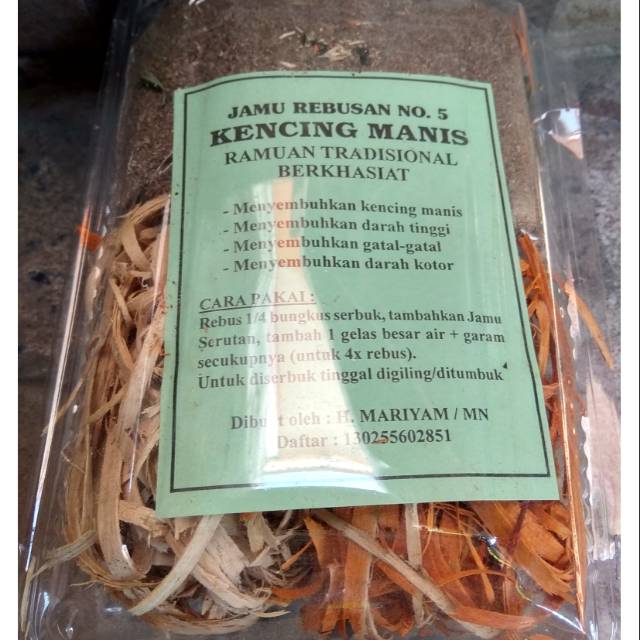 JAMU REBUSAN NO. 5
KENCING MANIS
RAMUAN TRADISIONAL
BERKHASIAT
- Menyembuhkan kencing manis
- Menyembuhkan darah tinggi
- Menyembuhkan gatal-gatal
- Menyembuhkan darah kotor
CARA PAKAI :
Rebus 1/4 bungkus serbuk, tambahkan Jamu
Serutan, tambah 1 gelas besar air + garam
secukupnya (untuk 4x rebus).
Untuk diserbuk tinggal digiling/ditumbuk
Dibuat oleh : H. MARIYAM / MN
Daftar : 130255602851